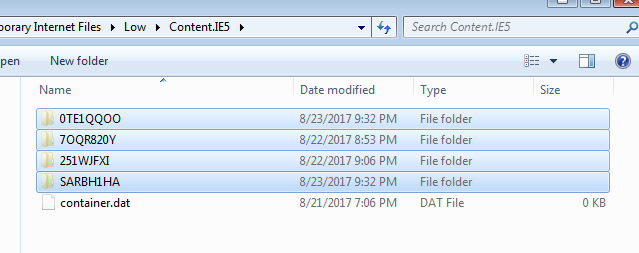 porary Internet Files Low Content.IE5 Search Content.IE5
pen New folder
Name Date modified Type Size
0TE1QQOO 8/23/2017 9:32 PM File folder
7OQR820Y 8/22/2017 8:53 PM File folder
251WJFXI 8/22/2017 9:06 PM File folder
SARBH1HA 8/23/2017 9:32 PM File folder
container.dat 8/21/2017 7:06 PM DAT File 0 KB